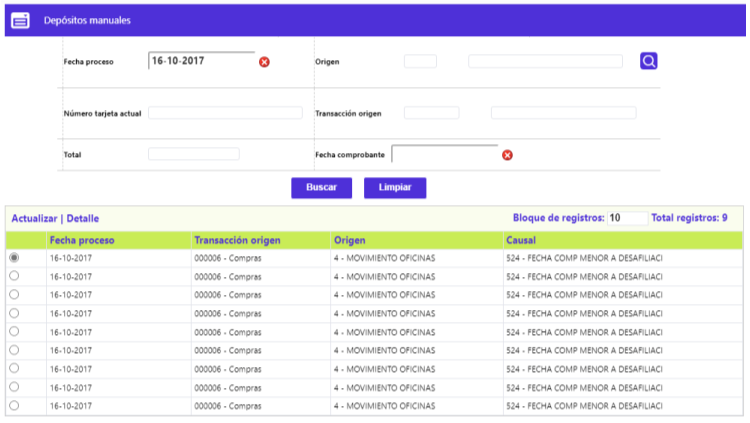 Depósitos manuales
Fecha proceso 16-10-2017 Origen
Número tarjeta actual Transacción origen
Total Fecha comprobante
Buscar Limpiar
Actualizar | Detalle Bloque de registros: 10 Total registros: 9
Fecha proceso Transacción origen Origen Causal
16-10-2017 000006 - Compras 4 - MOVIMIENTO OFICINAS 524 - FECHA COMP MENOR A DESAFILIACI
16-10-2017 000006 - Compras 4 - MOVIMIENTO OFICINAS 524 - FECHA COMP MENOR A DESAFILIACI
16-10-2017 000006 - Compras 4 - MOVIMIENTO OFICINAS 524 - FECHA COMP MENOR A DESAFILIACI
16-10-2017 000006 - Compras 4 - MOVIMIENTO OFICINAS 524 - FECHA COMP MENOR A DESAFILIACI
16-10-2017 000006 - Compras 4 - MOVIMIENTO OFICINAS 524 - FECHA COMP MENOR A DESAFILIACI
16-10-2017 000006 - Compras 4 - MOVIMIENTO OFICINAS 524 - FECHA COMP MENOR A DESAFILIACI
16-10-2017 000006 - Compras 4 - MOVIMIENTO OFICINAS 524 - FECHA COMP MENOR A DESAFILIACI
16-10-2017 000006 - Compras 4 - MOVIMIENTO OFICINAS 524 - FECHA COMP MENOR A DESAFILIACI
16-10-2017 000006 - Compras 4 - MOVIMIENTO OFICINAS 524 - FECHA COMP MENOR A DESAFILIACI